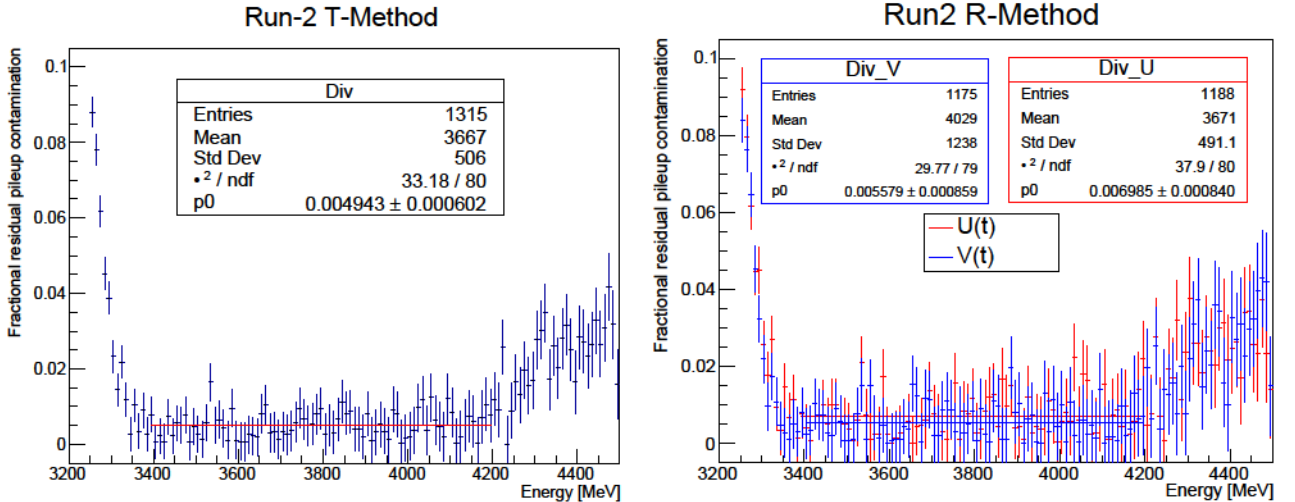 Run-2 T-Method
Fractional residual pileup contamination
0.1
0.08
0.06
0.04
0.02
0
Div
Entries 1315
Mean 3667
Std Dev 506
•² / ndf 33.18 / 80
p0 0.004943 ± 0.000602
3200 3400 3600 3800 4000 4200 4400
Energy [MeV]
Run2 R-Method
Fractional residual pileup contamination
0.1
0.08
0.06
0.04
0.02
0
Div_V
Entries 1175
Mean 4029
Std Dev 1238
•² / ndf 29.77 / 79
p0 0.005579 ± 0.000859
Div_U
Entries 1188
Mean 3671
Std Dev 491.1
•² / ndf 37.9 / 80
p0 0.006985 ± 0.000840
U(t)
V(t)
3200 3400 3600 3800 4000 4200 4400
Energy [MeV]